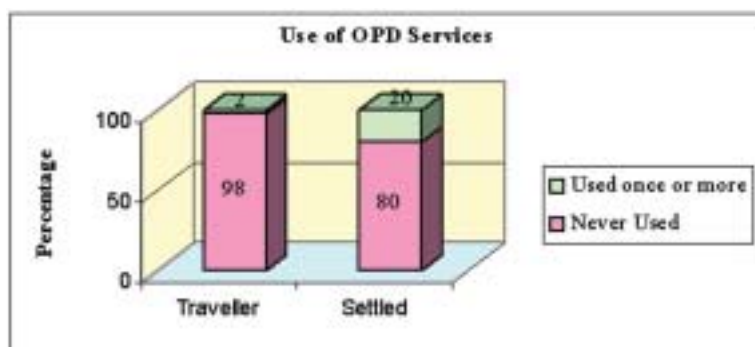 Use of OPD Services
Percentage
100
50
0
2
98
20
80
Traveller
Settled
Used once or more
Never Used